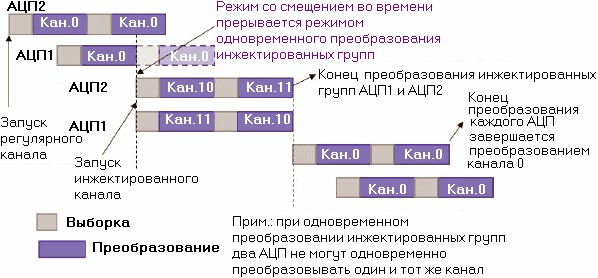 АЦП2
Кан.0
Кан.0
Режим со смещением во времени
прерывается режимом
одновременного преобразования
инжектированных групп
АЦП1
Кан.0
Кан.0
АЦП2
Кан.10
Кан.11
Конец преобразования инжектированных
групп АЦП1 и АЦП2
АЦП1
Кан.11
Кан.10
Запуск
регулярного
канала
Запуск
инжектированного
канала
Конец
преобразования
каждого АЦП
завершается
преобразованием
канала 0
Кан.0
Кан.0
Кан.0
Кан.0
Выборка
Преобразование
Прим.: при одновременном
преобразовании инжектированных групп
два АЦП не могут одновременно
преобразовывать один и тот же канал